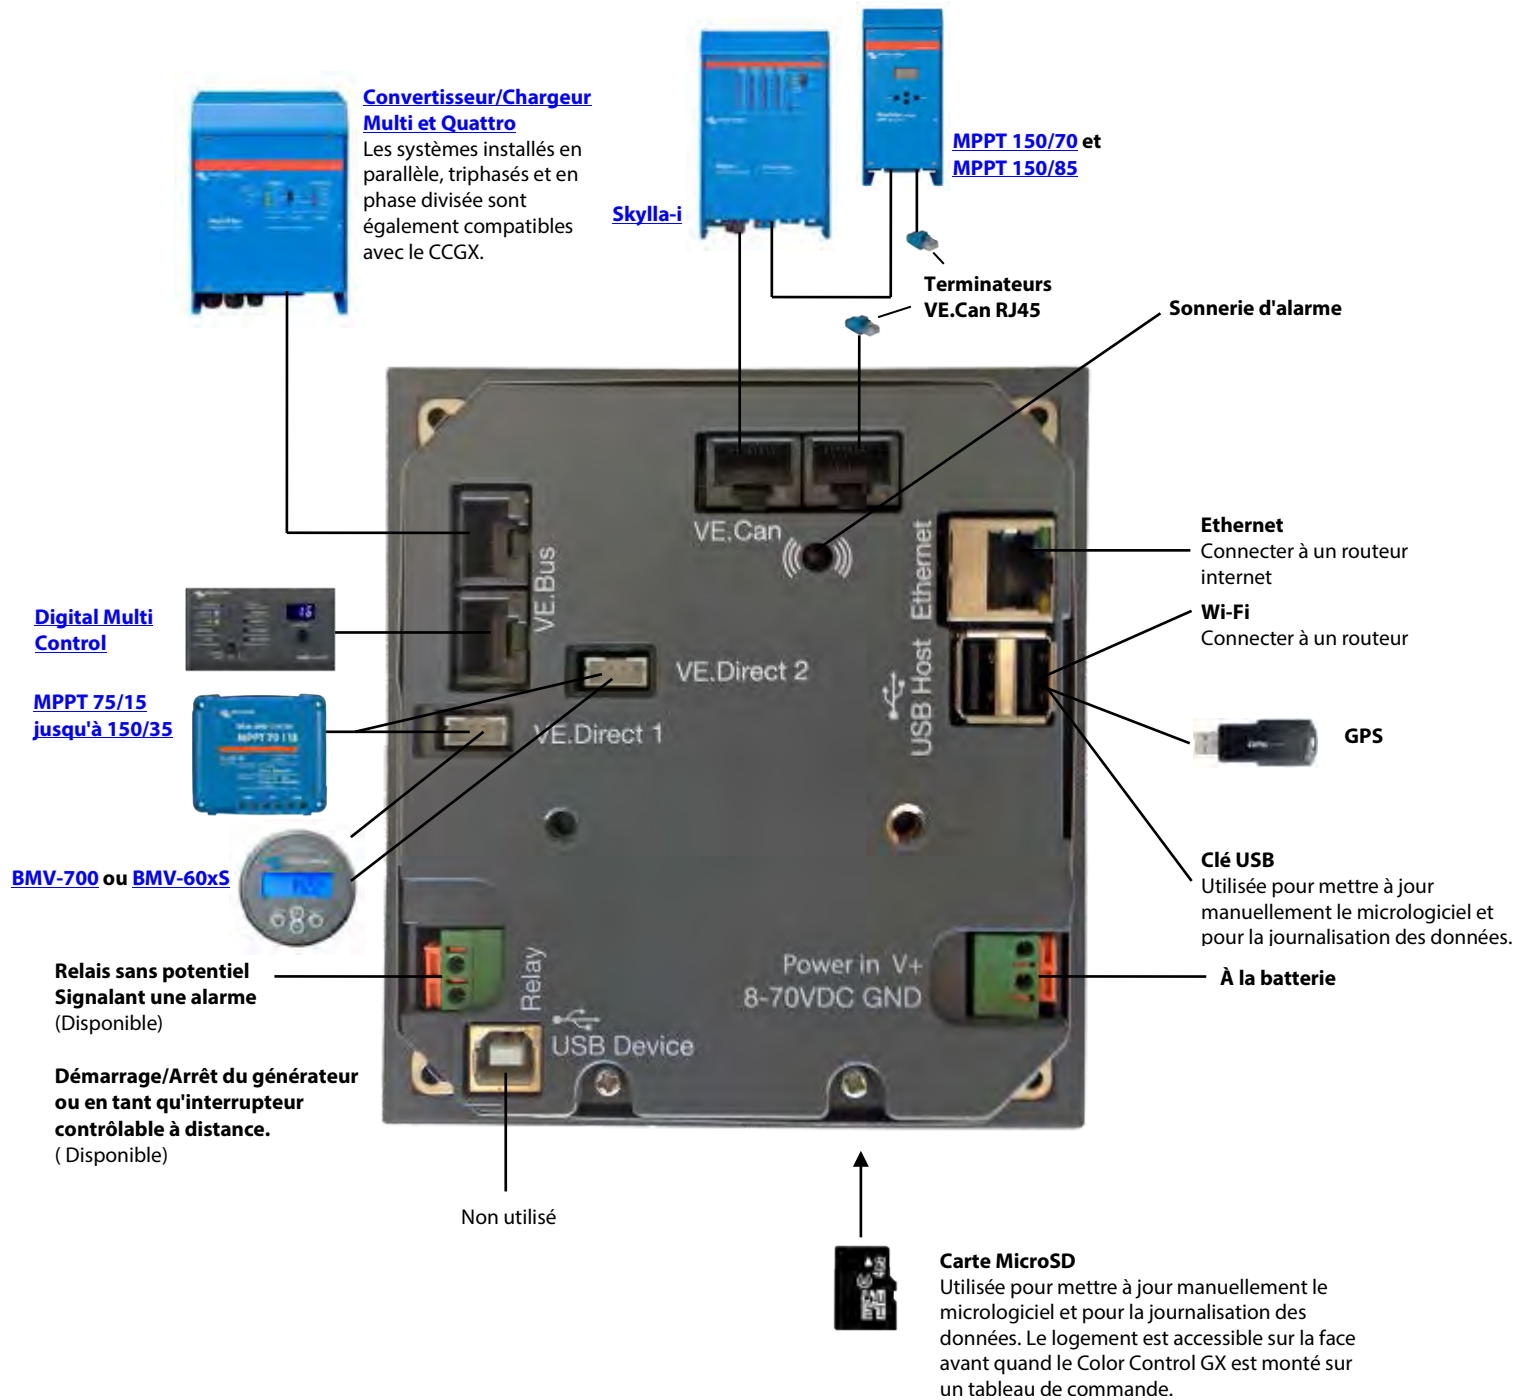 Convertisseur/Chargeur
Multi et Quattro
Les systèmes installés en
parallèle, triphasés et en
phase divisée sont
également compatibles
avec le CCGX.
Skylla-i
MPPT 150/70 et
MPPT 150/85
Terminateurs
VE.Can RJ45
Sonnerie d'alarme
VE.Can
Ethernet
Ethernet
Connecter à un routeur
internet
Wi-Fi
Connecter à un routeur
VE.Bus
Digital Multi
Control
16
VE.Direct 2
USB Host
MPPT 75/15
jusqu'à 150/35
VE.Direct 1
GPS
BMV-700 ou BMV-60xS
Clé USB
Utilisée pour mettre à jour
manuellement le micrologiciel et
pour la journalisation des données.
Relais sans potentiel
Signalant une alarme
(Disponible)
Relay
Power in V+
8-70VDC GND
À la batterie
USB Device
Démarrage/Arrêt du générateur
ou en tant qu'interrupteur
contrôlable à distance.
( Disponible)
Non utilisé
Carte MicroSD
Utilisée pour mettre à jour manuellement le
micrologiciel et pour la journalisation des
données. Le logement est accessible sur la face
avant quand le Color Control GX est monté sur
un tableau de commande.